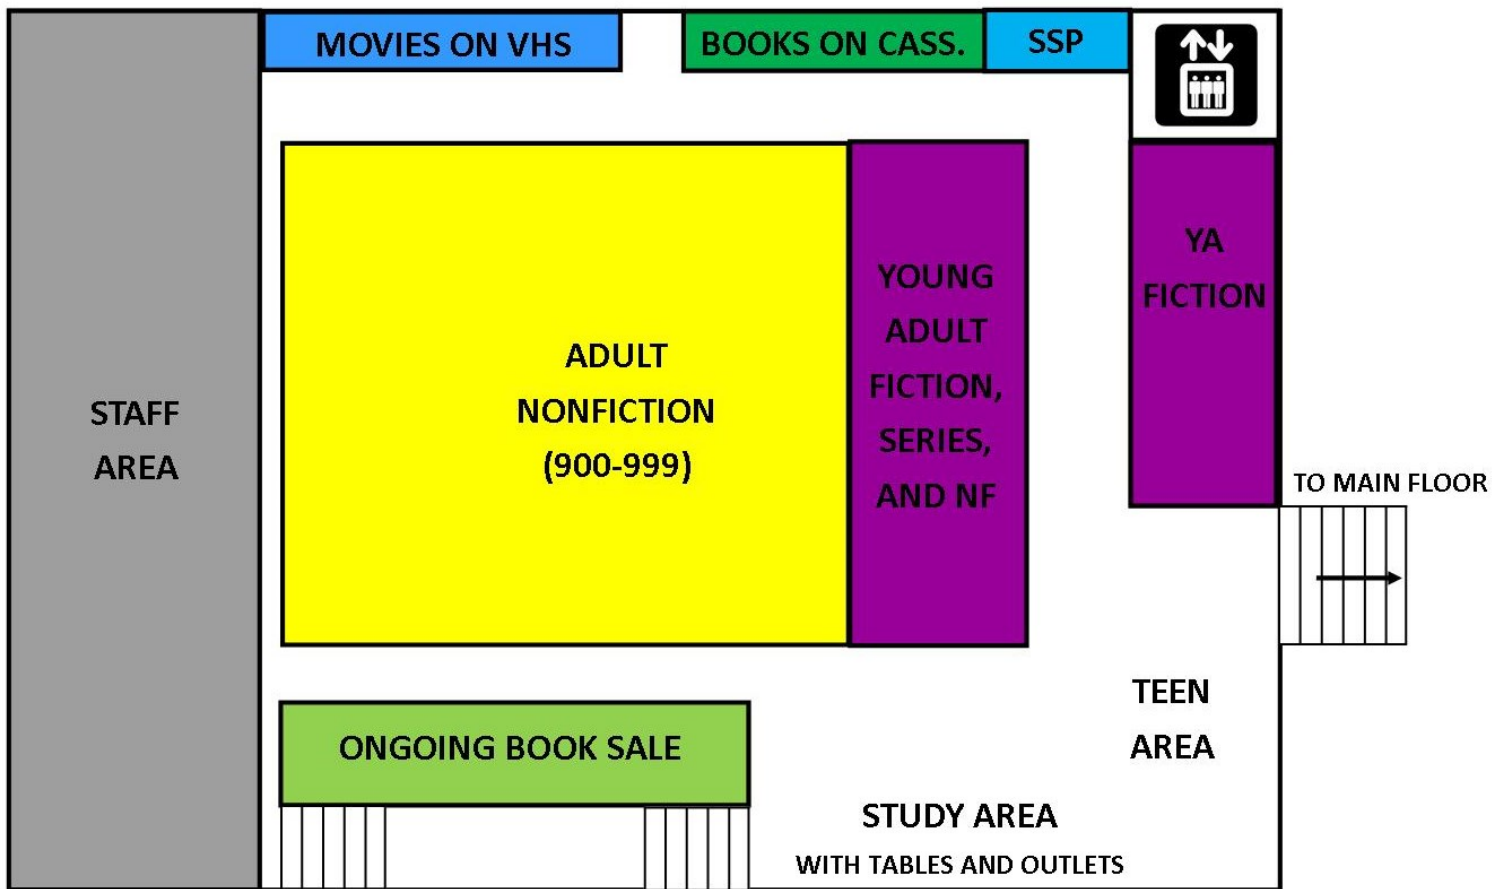 MOVIES ON VHS
BOOKS ON CASS.
SSP
YA
FICTION
YOUNG
ADULT
FICTION,
SERIES,
AND NF
ADULT
NONFICTION
(900-999)
STAFF
AREA
TO MAIN FLOOR
TEEN
AREA
ONGOING BOOK SALE
STUDY AREA
WITH TABLES AND OUTLETS